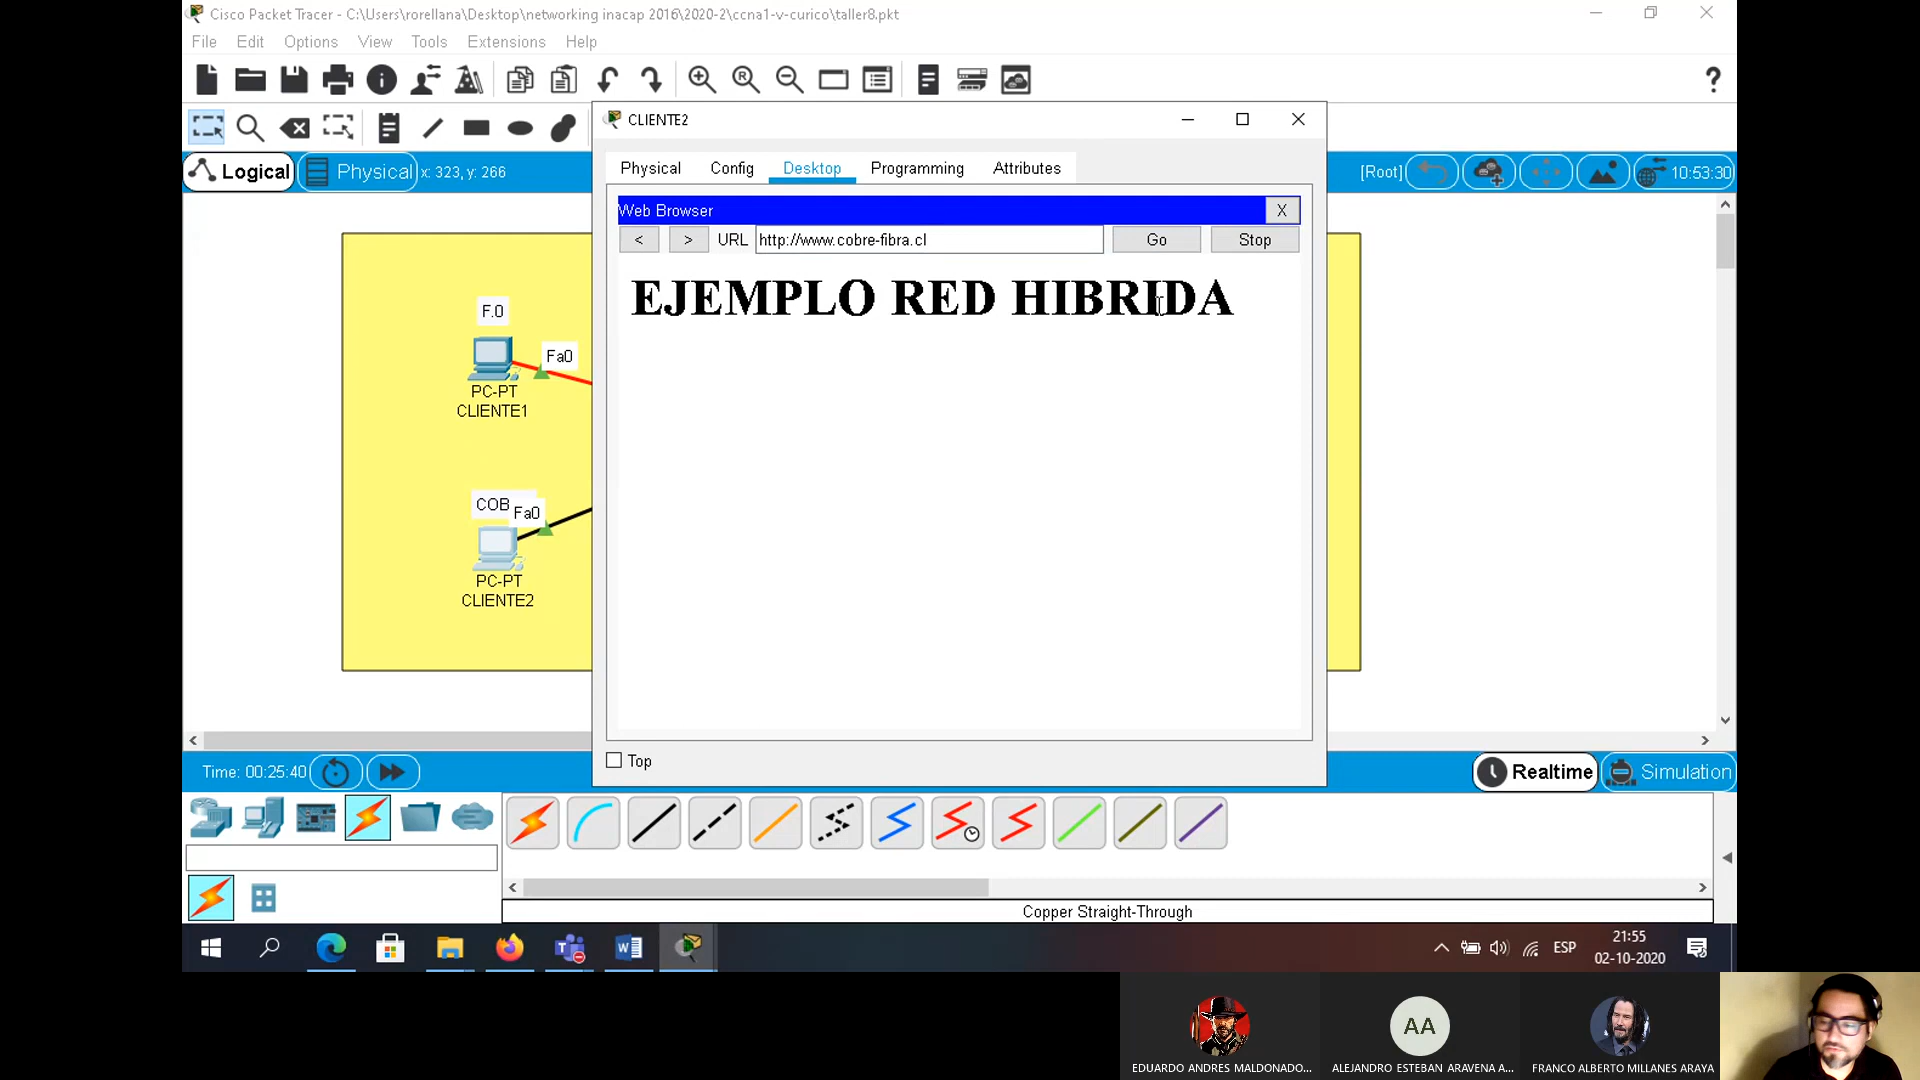 Cisco Packet Tracer - C:\Users\rorellana\Desktop\networking inacap 2016\2020-2\ccna1-v-curico\taller8.pkt
File Edit Options View Tools Extensions Help
CLIENTE2
Logical Physical x: 323, y: 266
[Root] 10:53:30
Physical Config Desktop Programming Attributes
Web Browser X
< > URL http://www.cobre-fibra.cl Go Stop
EJEMPLO RED HIBRIDA
F.O
Fa0
PC-PT
CLIENTE1
COB
Fa0
PC-PT
CLIENTE2
Top
Time: 00:25:40
Realtime Simulation
Copper Straight-Through
ESP
21:55
02-10-2020
AA
EDUARDO ANDRES MALDONADO... ALEJANDRO ESTEBAN ARAVENA A... FRANCO ALBERTO MILLANES ARAYA